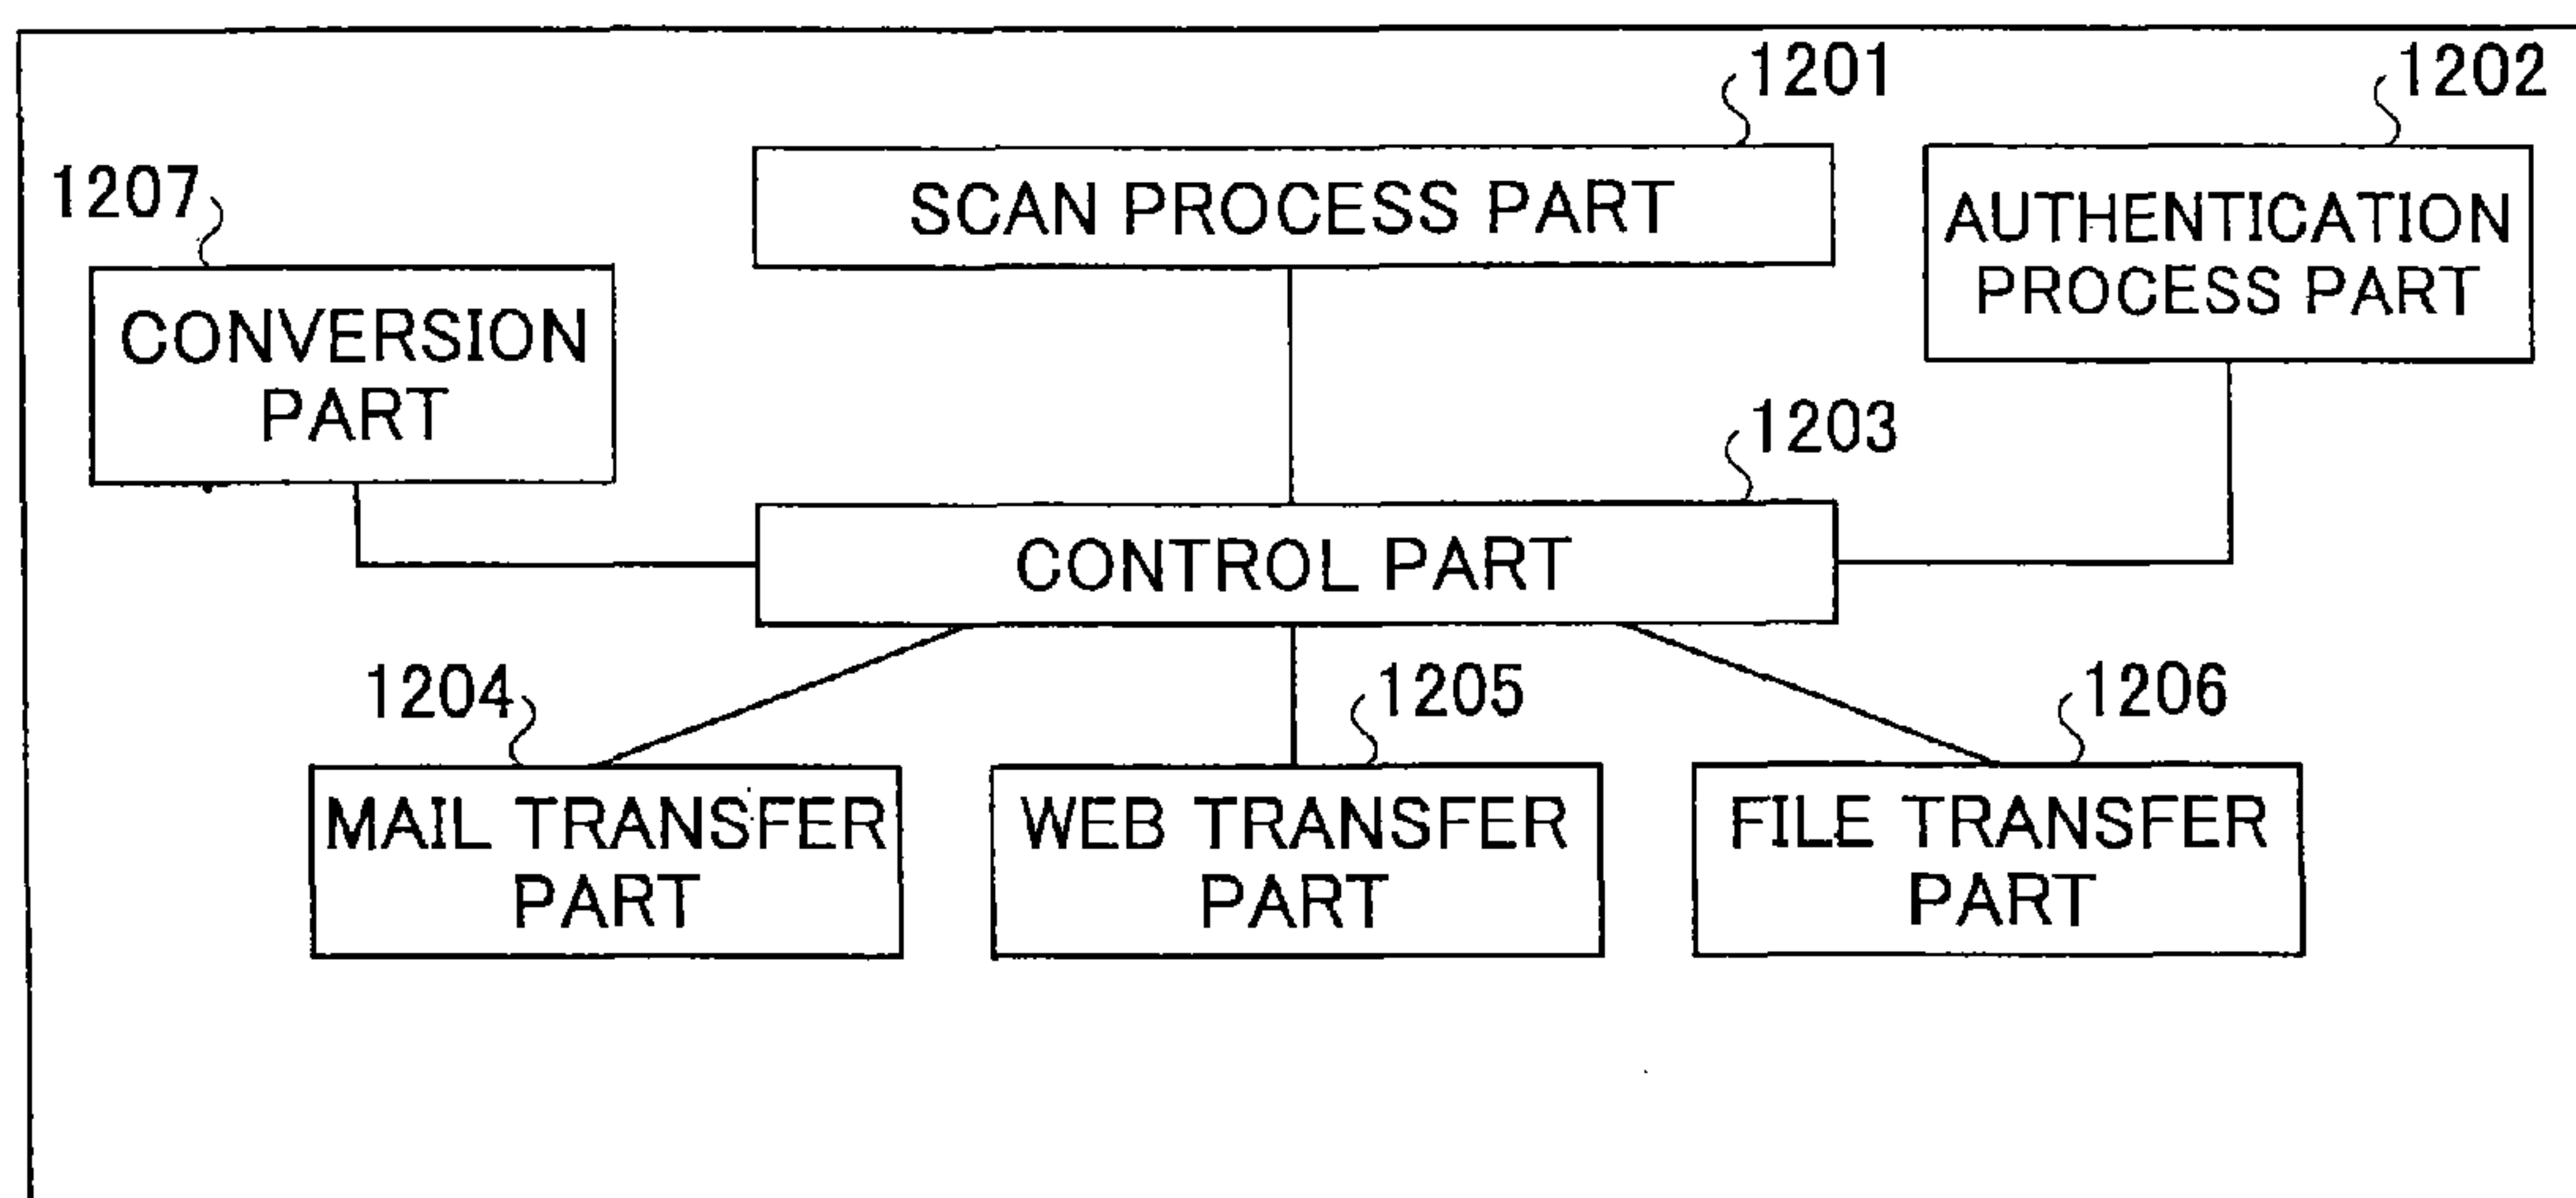 1201
1202
SCAN PROCESS PART
1207
AUTHENTICATION
PROCESS PART
CONVERSION
PART
1203
CONTROL PART
1204
1205
1206
MAIL TRANSFER
PART
WEB TRANSFER
PART
FILE TRANSFER
PART